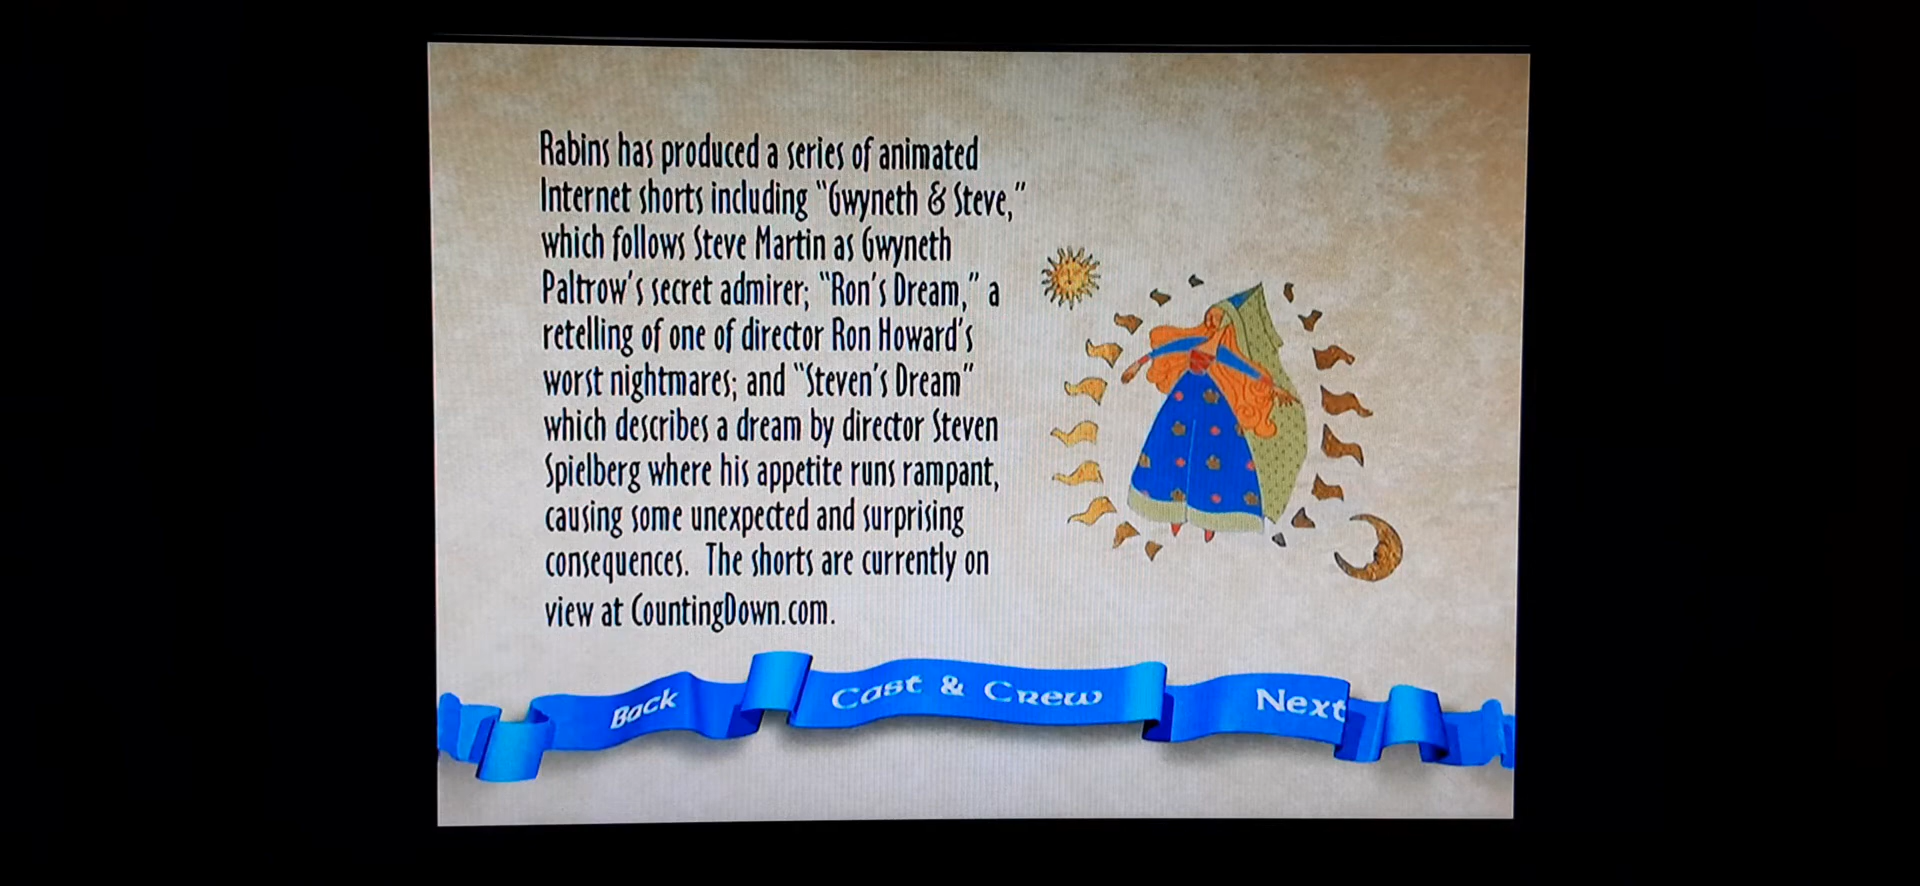 Rabins has produced a series of animated
Internet shorts including “Gwyneth & Steve,”
which follows Steve Martin as Gwyneth
Paltrow’s secret admirer; “Ron’s Dream,” a
retelling of one of director Ron Howard’s
worst nightmares; and “Steven’s Dream”
which describes a dream by director Steven
Spielberg where his appetite runs rampant,
causing some unexpected and surprising
consequences.  The shorts are currently on
view at CountingDown.com.
Back
Cast & Crew
Next